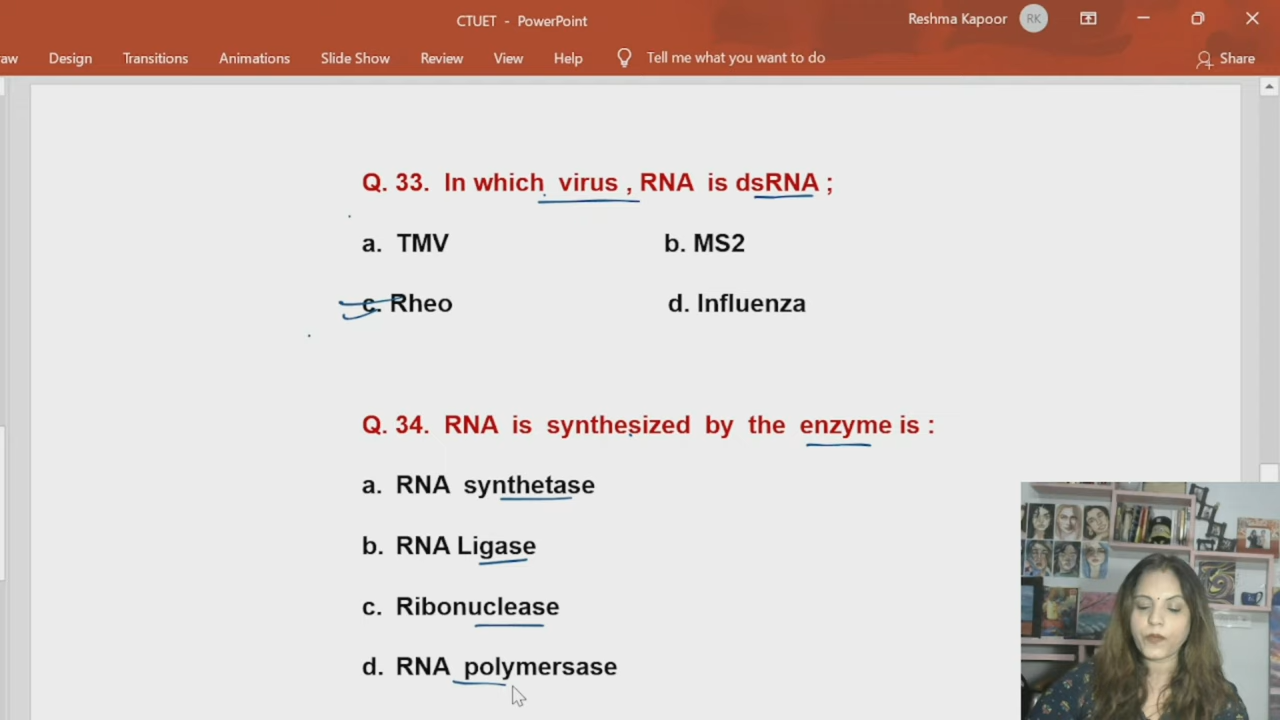 CTUET - PowerPoint
Reshma Kapoor RK
aw Design Transitions Animations Slide Show Review View Help Tell me what you want to do Share
Q. 33. In which virus , RNA is dsRNA ;
a. TMV b. MS2
c. Rheo d. Influenza
Q. 34. RNA is synthesized by the enzyme is :
a. RNA synthetase
b. RNA Ligase
c. Ribonuclease
d. RNA polymersase